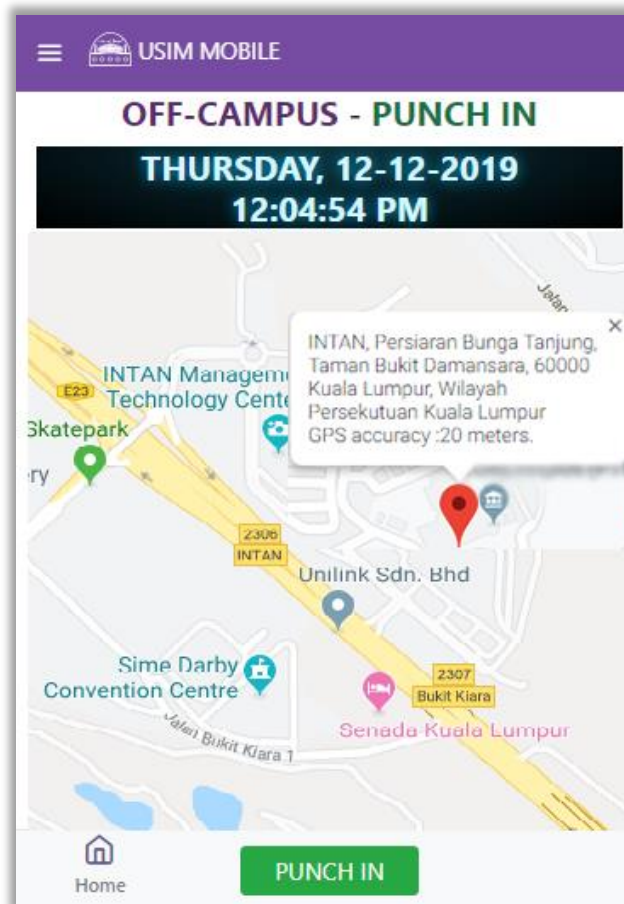 USIM MOBILE
OFF-CAMPUS - PUNCH IN
THURSDAY, 12-12-2019
12:04:54 PM
Jalan
INTAN, Persiaran Bunga Tanjung,
Taman Bukit Damansara, 60000
Kuala Lumpur, Wilayah
Persekutuan Kuala Lumpur
GPS accuracy :20 meters.
INTAN Managem
Technology Cent
E23
Skatepark
ry
2306
INTAN
Unilink Sdn. Bhd
Sime Darby
Convention Centre
2307
Bukit Kiara
Senada Kuala Lumpur
Jalan Bukit Kiara 1
Home
PUNCH IN